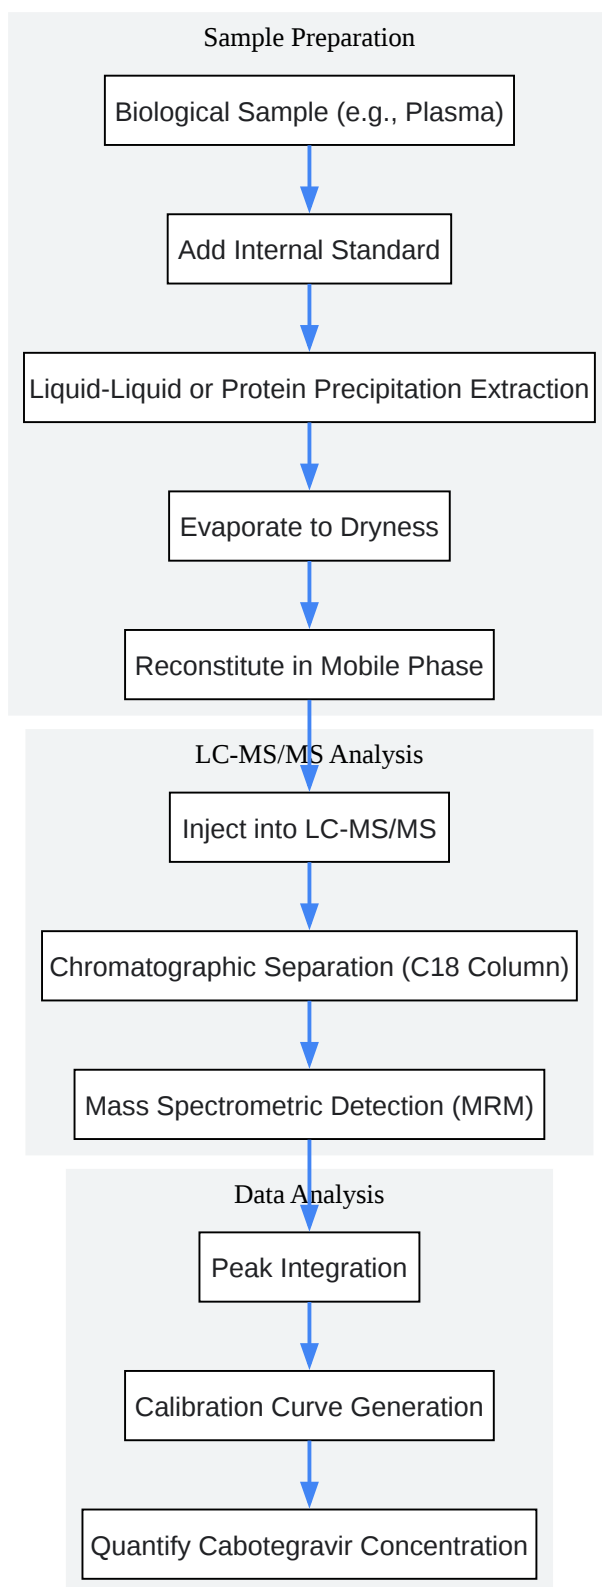 Sample Preparation
Biological Sample (e.g., Plasma)
Add Internal Standard
Liquid-Liquid or Protein Precipitation Extraction
Evaporate to Dryness
Reconstitute in Mobile Phase
LC-MS/MS Analysis
Inject into LC-MS/MS
Chromatographic Separation (C18 Column)
Mass Spectrometric Detection (MRM)
Data Analysis
Peak Integration
Calibration Curve Generation
Quantify Cabotegravir Concentration